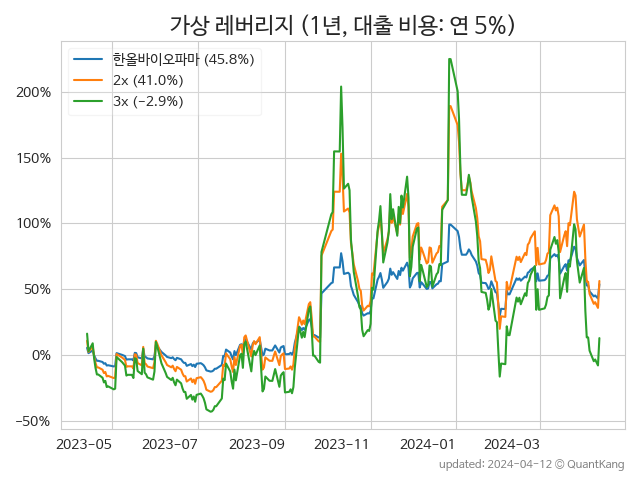 가상 레버리지 (1년, 대출 비용: 연 5%)
한올바이오파마 (45.8%)
2x (41.0%)
3x (−2.9%)
200%
150%
100%
50%
0%
−50%
2023-05 2023-07 2023-09 2023-11 2024-01 2024-03
updated: 2024-04-12 © QuantKang